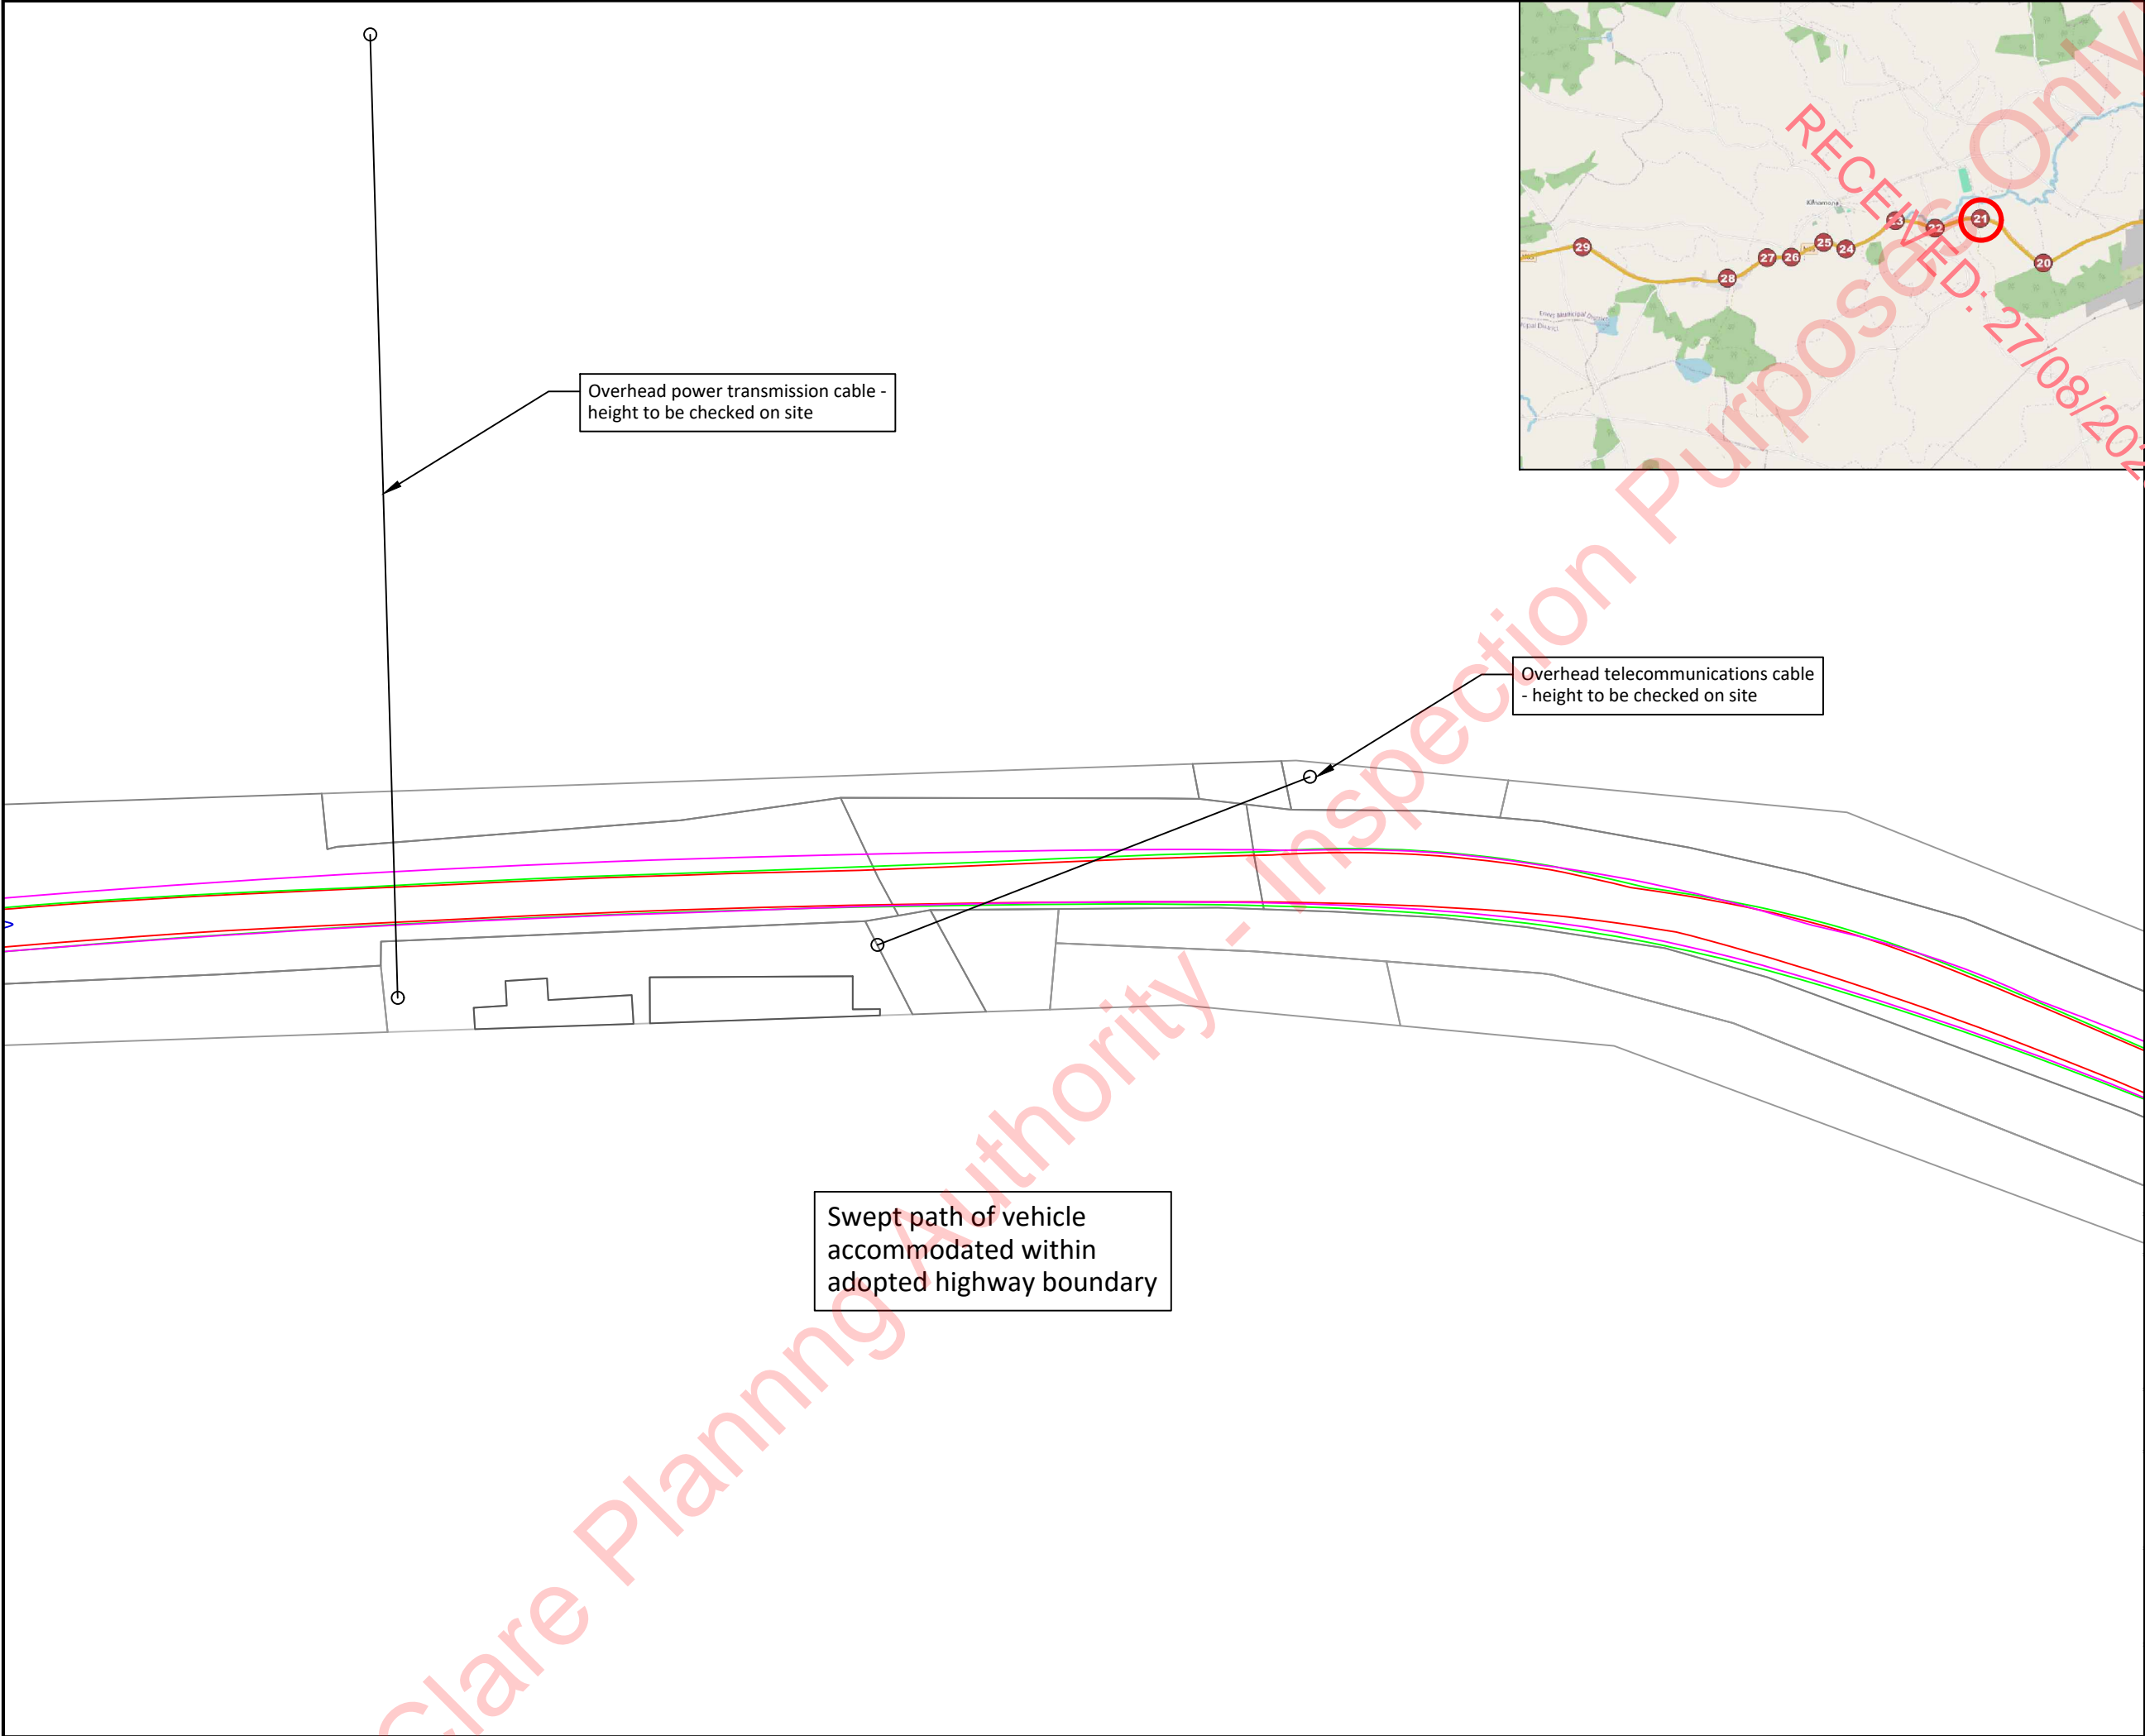 Overhead power transmission cable -
height to be checked on site
Overhead telecommunications cable
- height to be checked on site
Swept path of vehicle
accommodated within
adopted highway boundary
Clare Planning Authority - Inspection Purposes Only
RECEIVED: 27/08/202
29
28
27
26
25
24
23
22
21
20